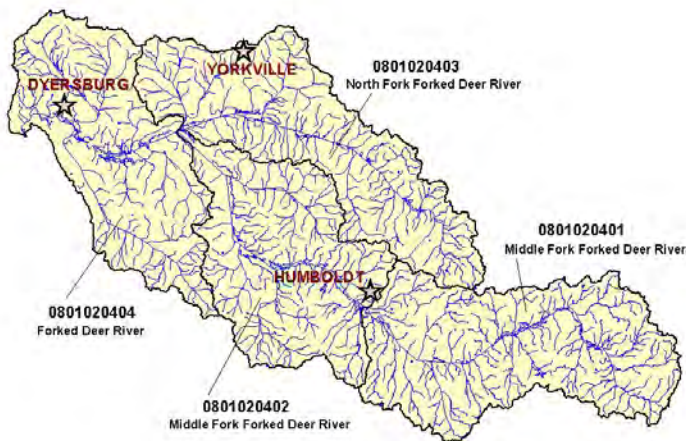 YORKVILLE
0801020403
North Fork Forked Deer River
DYERSBURG
0801020401
Middle Fork Forked Deer River
HUMBOLDT
0801020404
Forked Deer River
0801020402
Middle Fork Forked Deer River